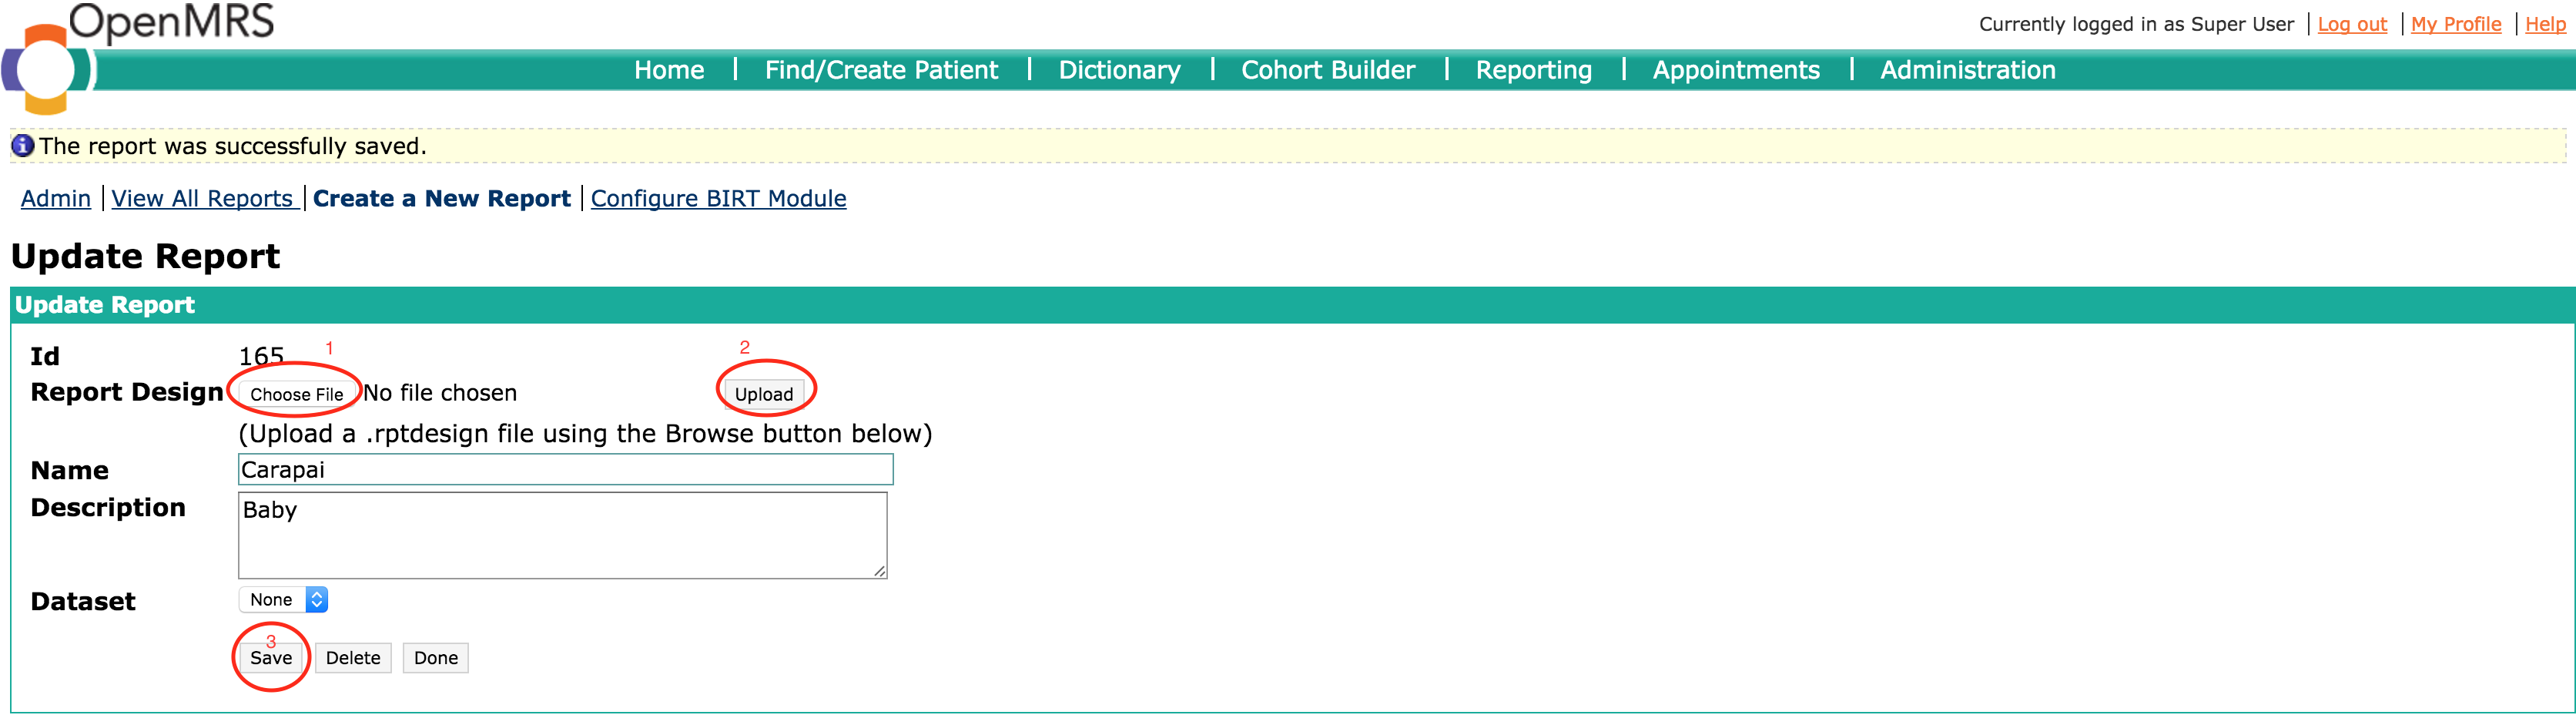 OpenMRS
Currently logged in as Super User | Log out | My Profile | Help
Home | Find/Create Patient | Dictionary | Cohort Builder | Reporting | Appointments | Administration
The report was successfully saved.
Admin | View All Reports | Create a New Report | Configure BIRT Module
Update Report
Update Report
Id 165 1
2
Report Design Choose File No file chosen Upload
(Upload a .rptdesign file using the Browse button below)
Name Carapai
Description Baby
Dataset None
3
Save Delete Done